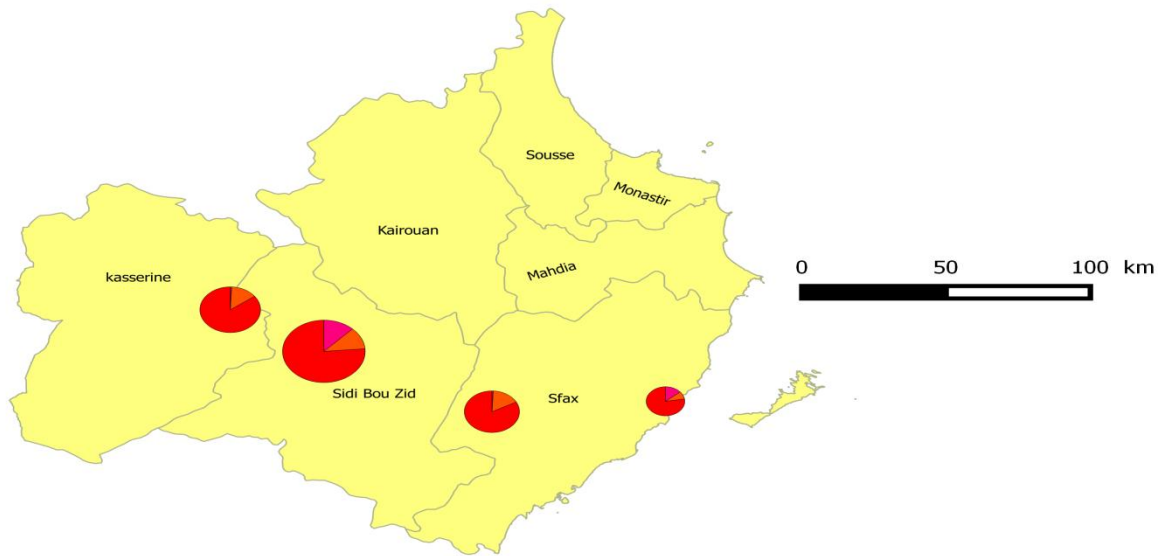 Sousse
Monastir
Kairouan
Mahdia
kasserine
0 50 100 km
Sidi Bou Zid
Sfax